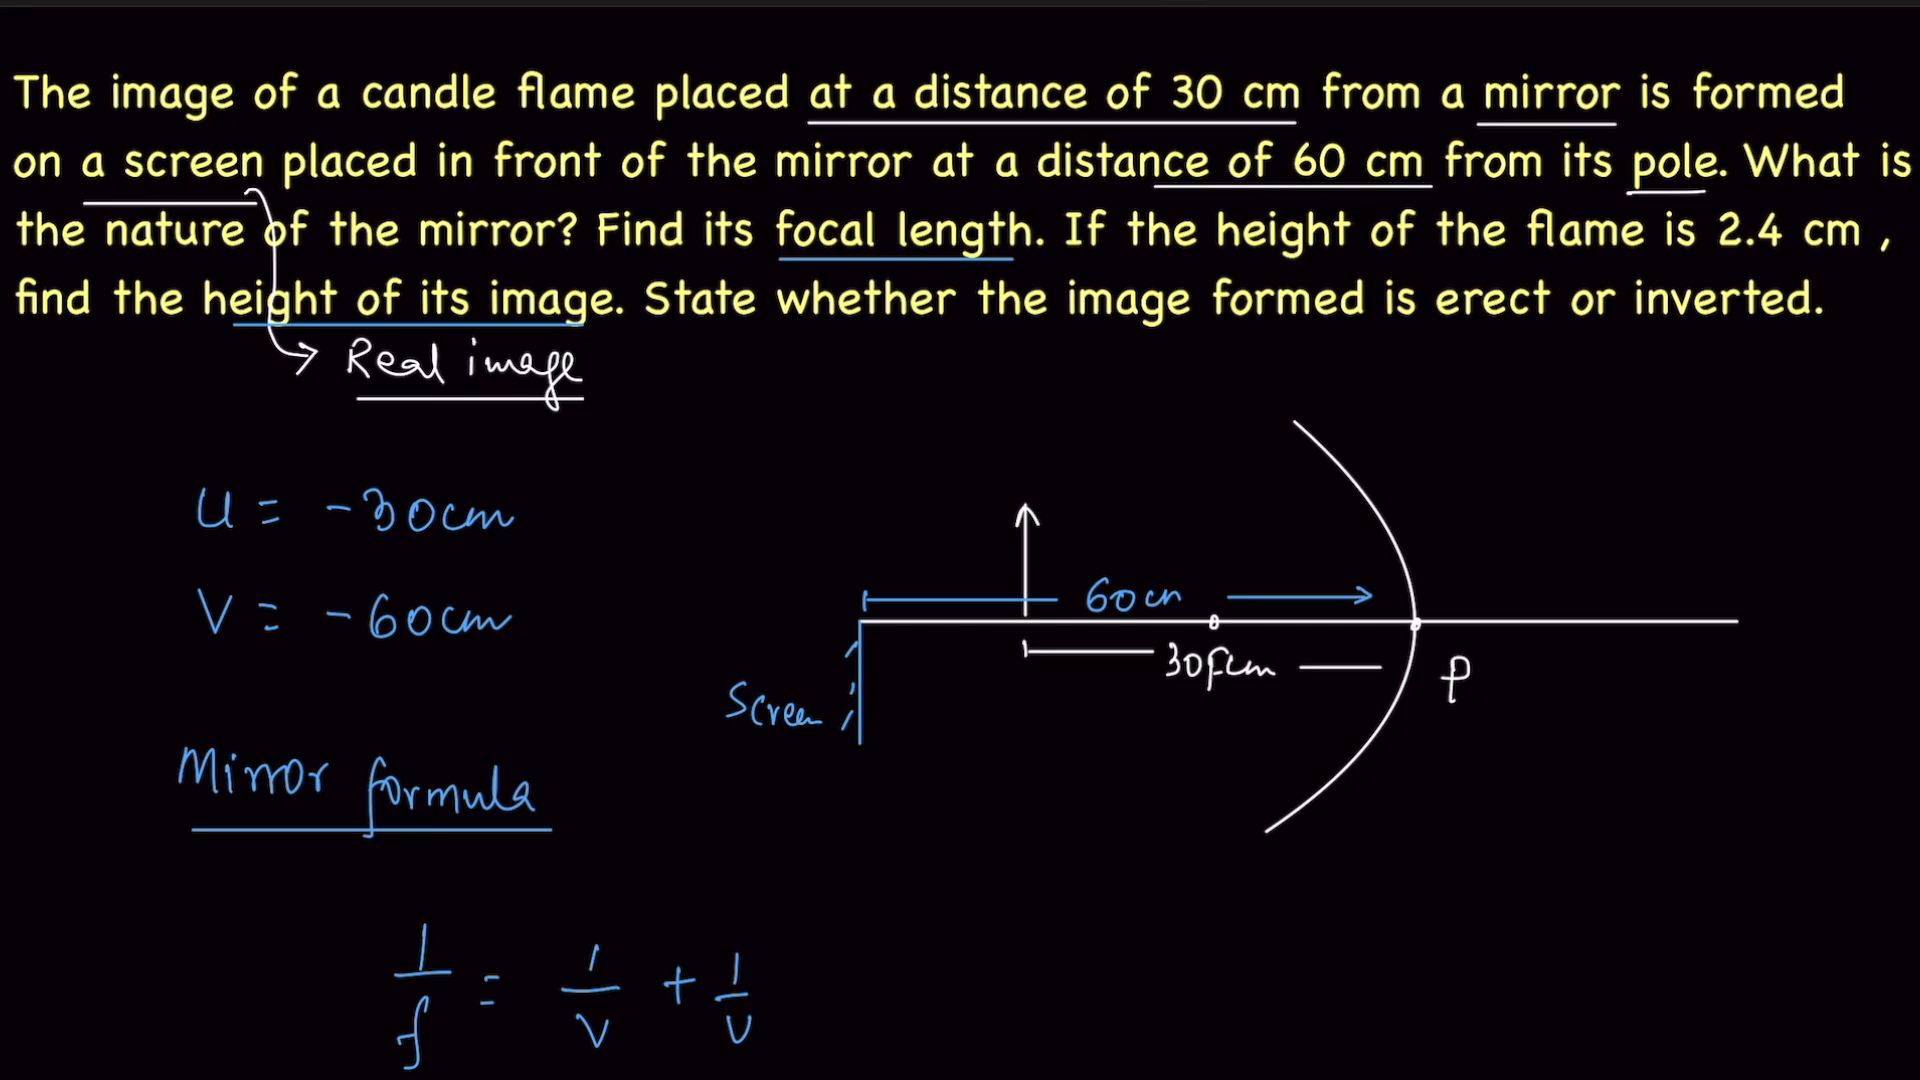 The image of a candle flame placed at a distance of 30 cm from a mirror is formed
on a screen placed in front of the mirror at a distance of 60 cm from its pole. What is
the nature of the mirror? Find its focal length. If the height of the flame is 2.4 cm ,
find the height of its image. State whether the image formed is erect or inverted.
Real image
u = -30cm
60cm
V = -60cm
30 F cm
P
Screen
Mirror formula
1/f = 1/v + 1/u